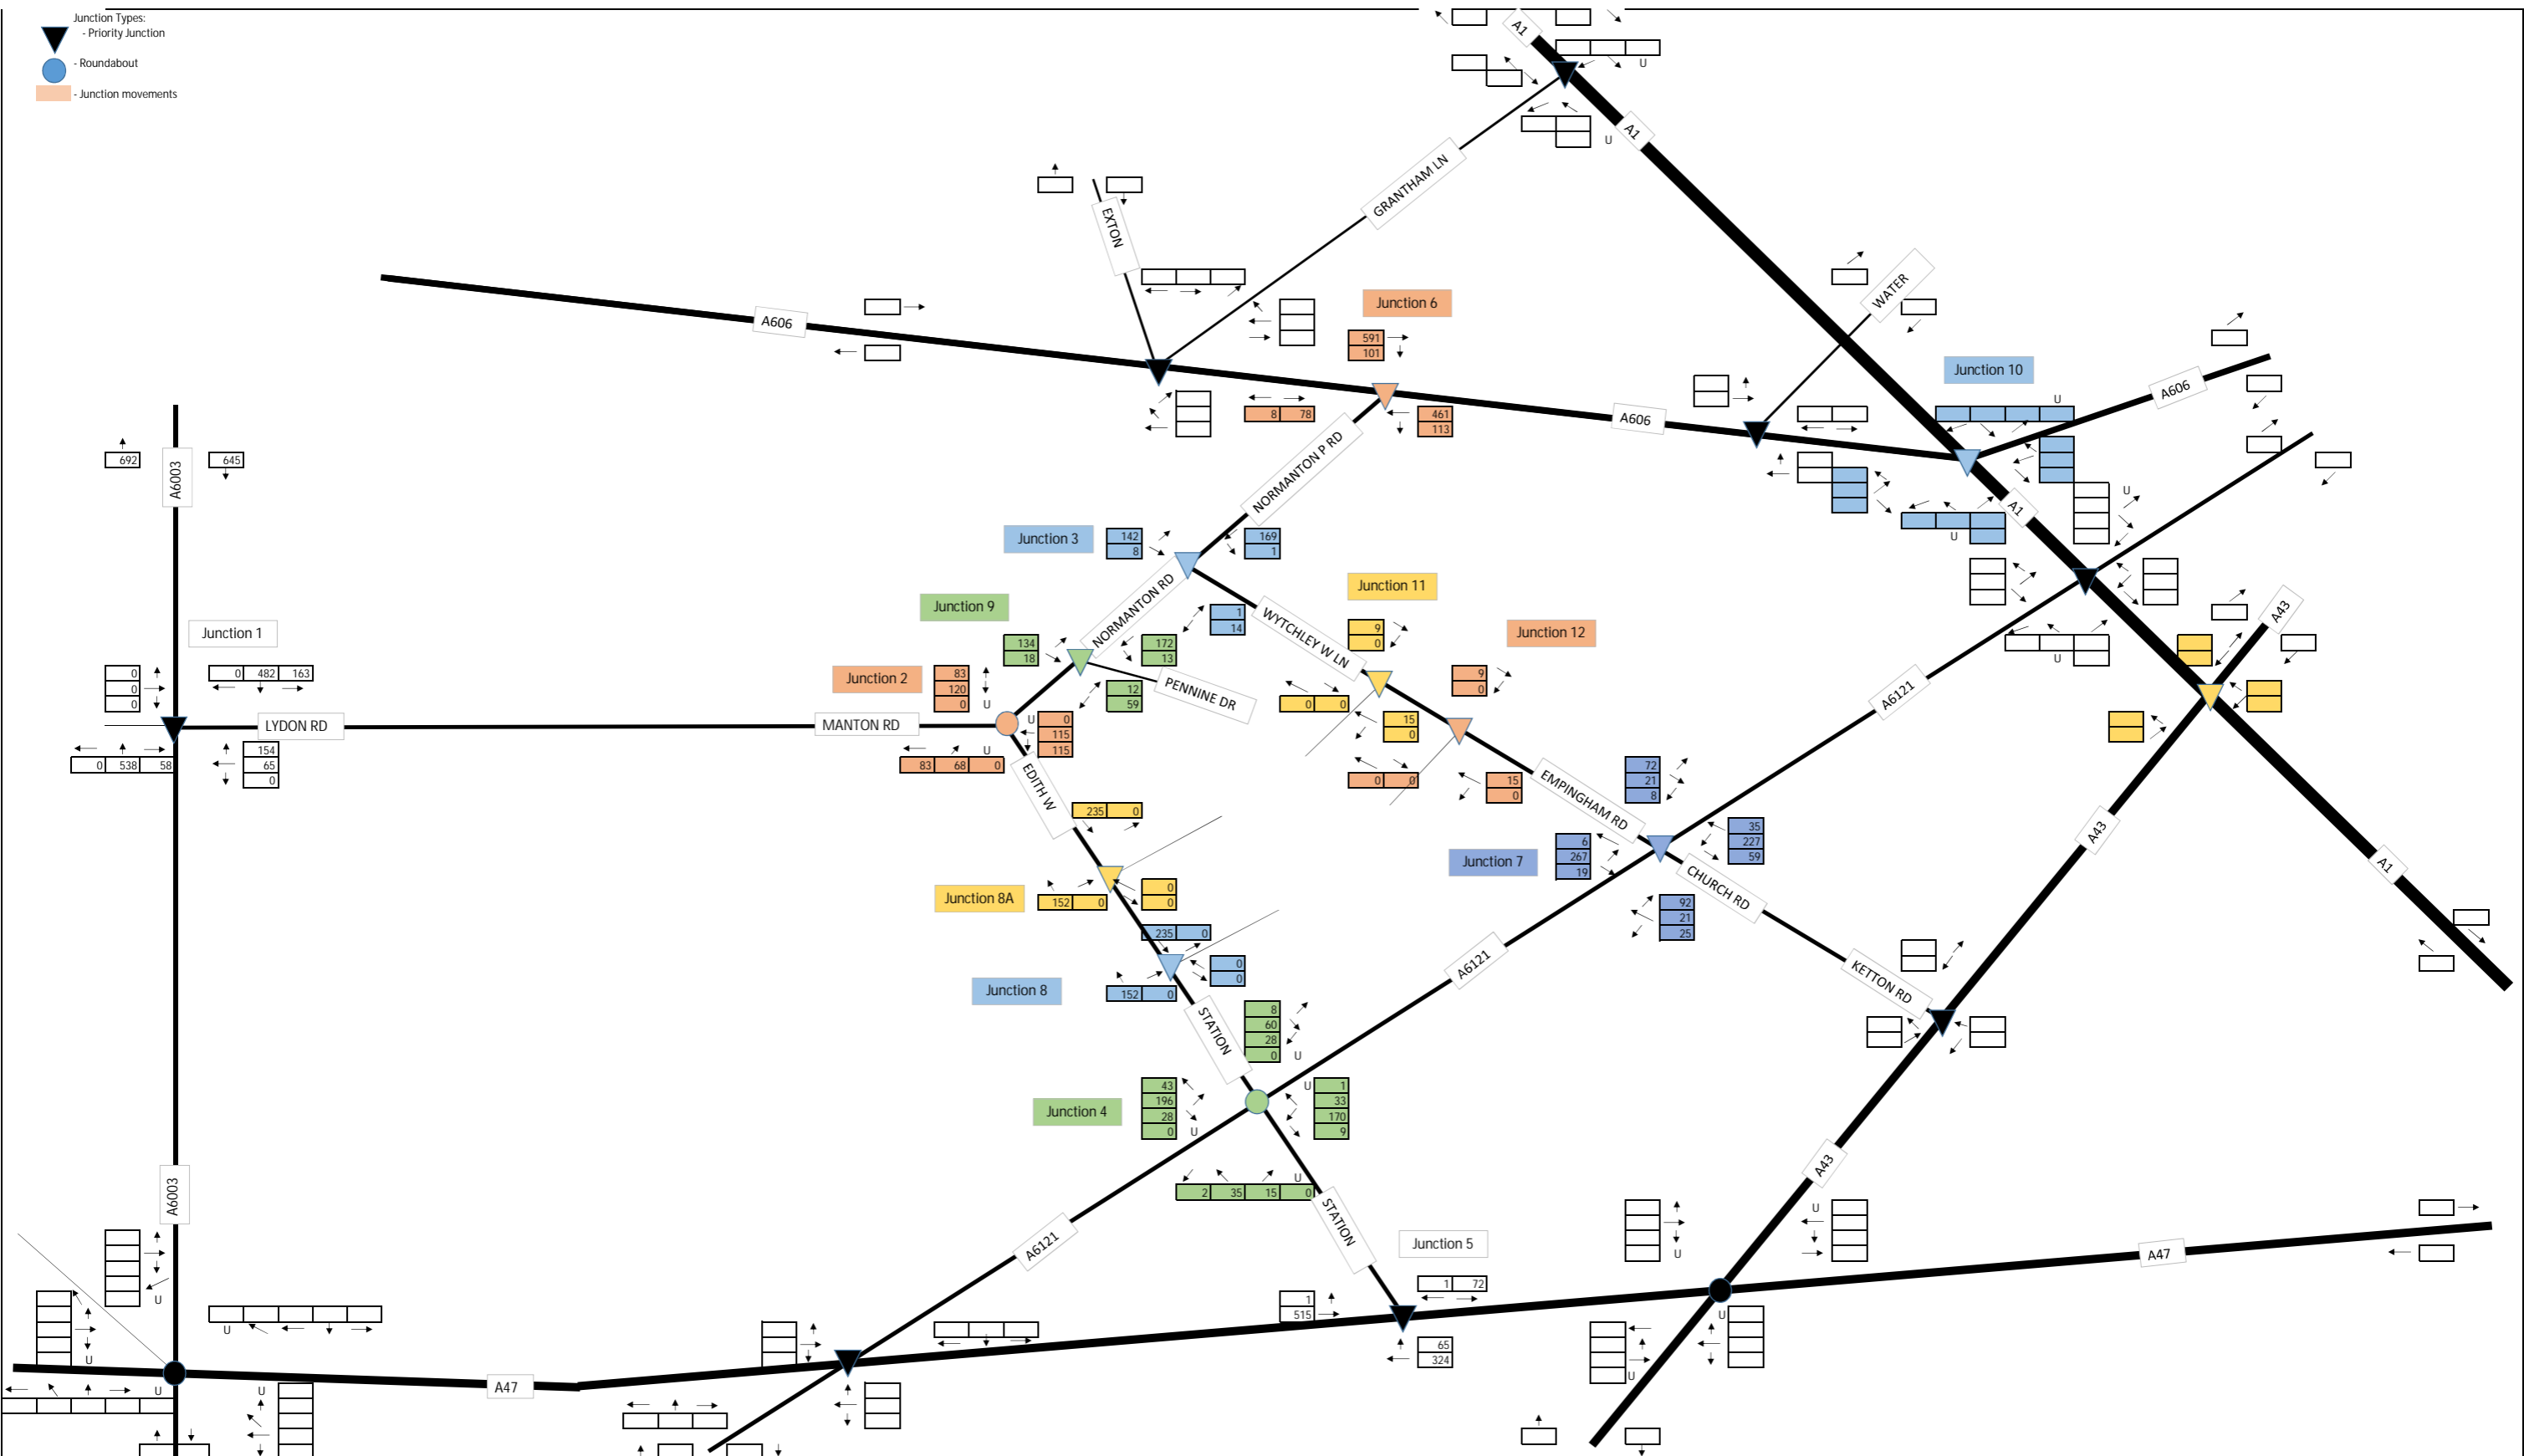 Junction Types:
- Priority Junction
- Roundabout
- Junction movements
A1
U
U
A1
GRANTHAM LN
EXTON
WATER
A606
Junction 6
591
101
8 78
461
113
A606
Junction 10
U
A606
U
U
A1
692
645
A6003
NORMANTON P RD
Junction 3
142
8
169
1
NORMANTON RD
1
14
WYTCHLEY W LN
Junction 11
9
0
0 0
15
0
Junction 12
9
0
0 0
15
0
EMPINGHAM RD
Junction 9
134
18
172
13
12
59
PENNINE DR
Junction 1
0
0
0
0 482 163
LYDON RD
0 538 58
154
65
0
Junction 2
83
120
0
U
MANTON RD
U
0
115
115
U
83 68 0
EDITH W
U
A43
A6121
72
21
8
Junction 7
6
267
19
35
227
59
92
21
25
CHURCH RD
A43
A1
235 0
Junction 8A
152 0
0
0
235 0
Junction 8
152 0
0
0
STATION
A6121
KETTON RD
8
60
28
0 U
Junction 4
43
196
28
0 U
U 1
33
170
9
U
2 35 15 0
STATION
A43
A6003
A6121
Junction 5
1 72
1
515
65
324
U
U
A47
U
U
U
U
U
U
U
A47